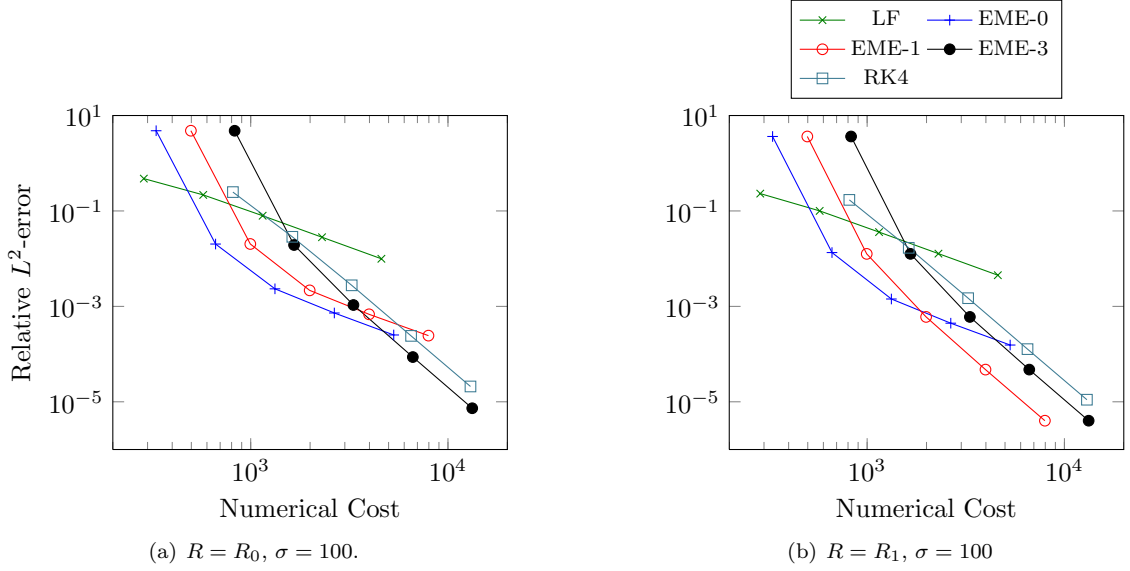 LF EME-0
EME-1 EME-3
RK4
10^1
10^−1
10^−3
10^−5
Relative L^2-error
10^3 10^4
Numerical Cost
(a) R = R_0, σ = 100.
10^1
10^−1
10^−3
10^−5
10^3 10^4
Numerical Cost
(b) R = R_1, σ = 100